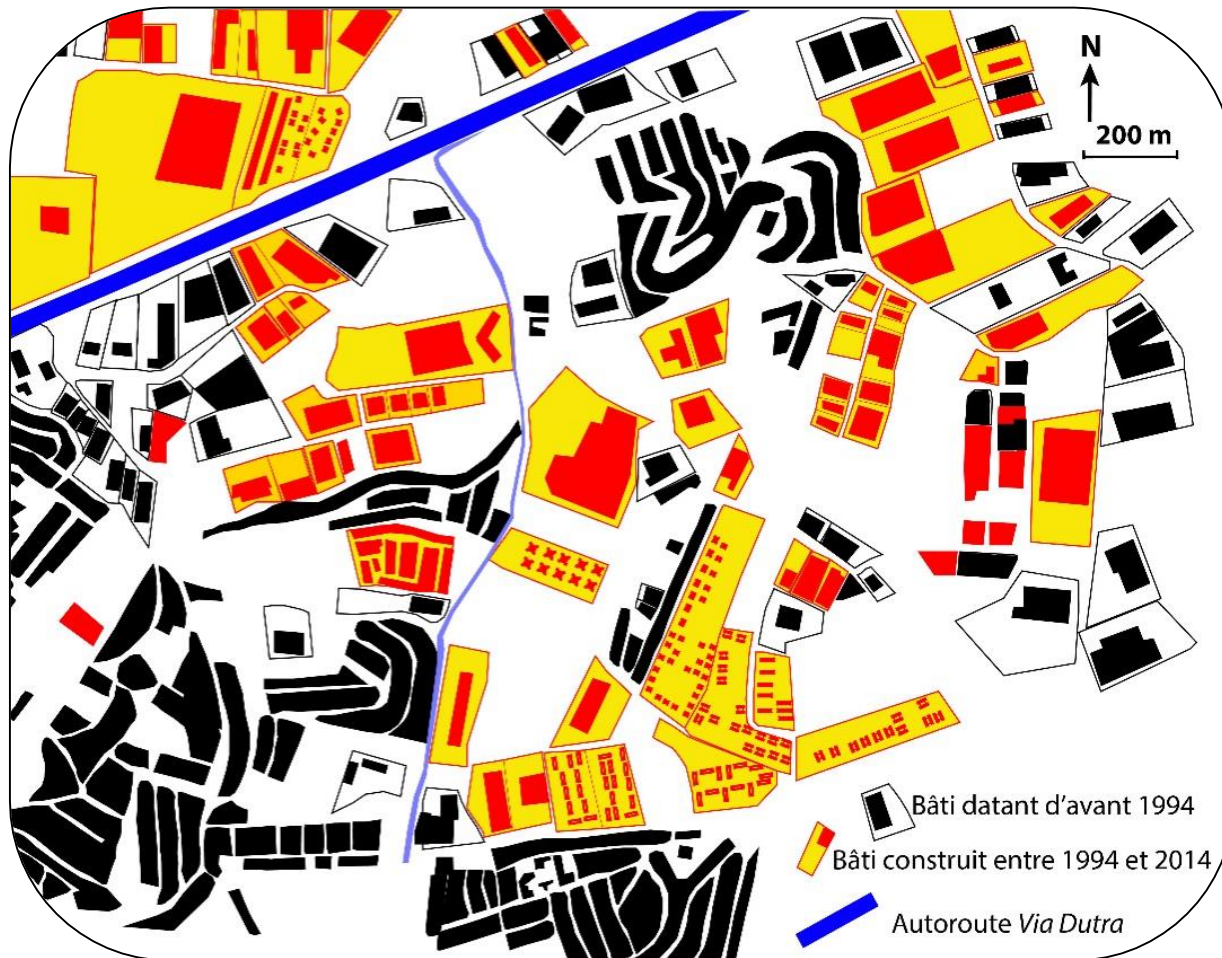 N
200 m
Bâti datant d'avant 1994
Bâti construit entre 1994 et 2014
Autoroute Via Dutra